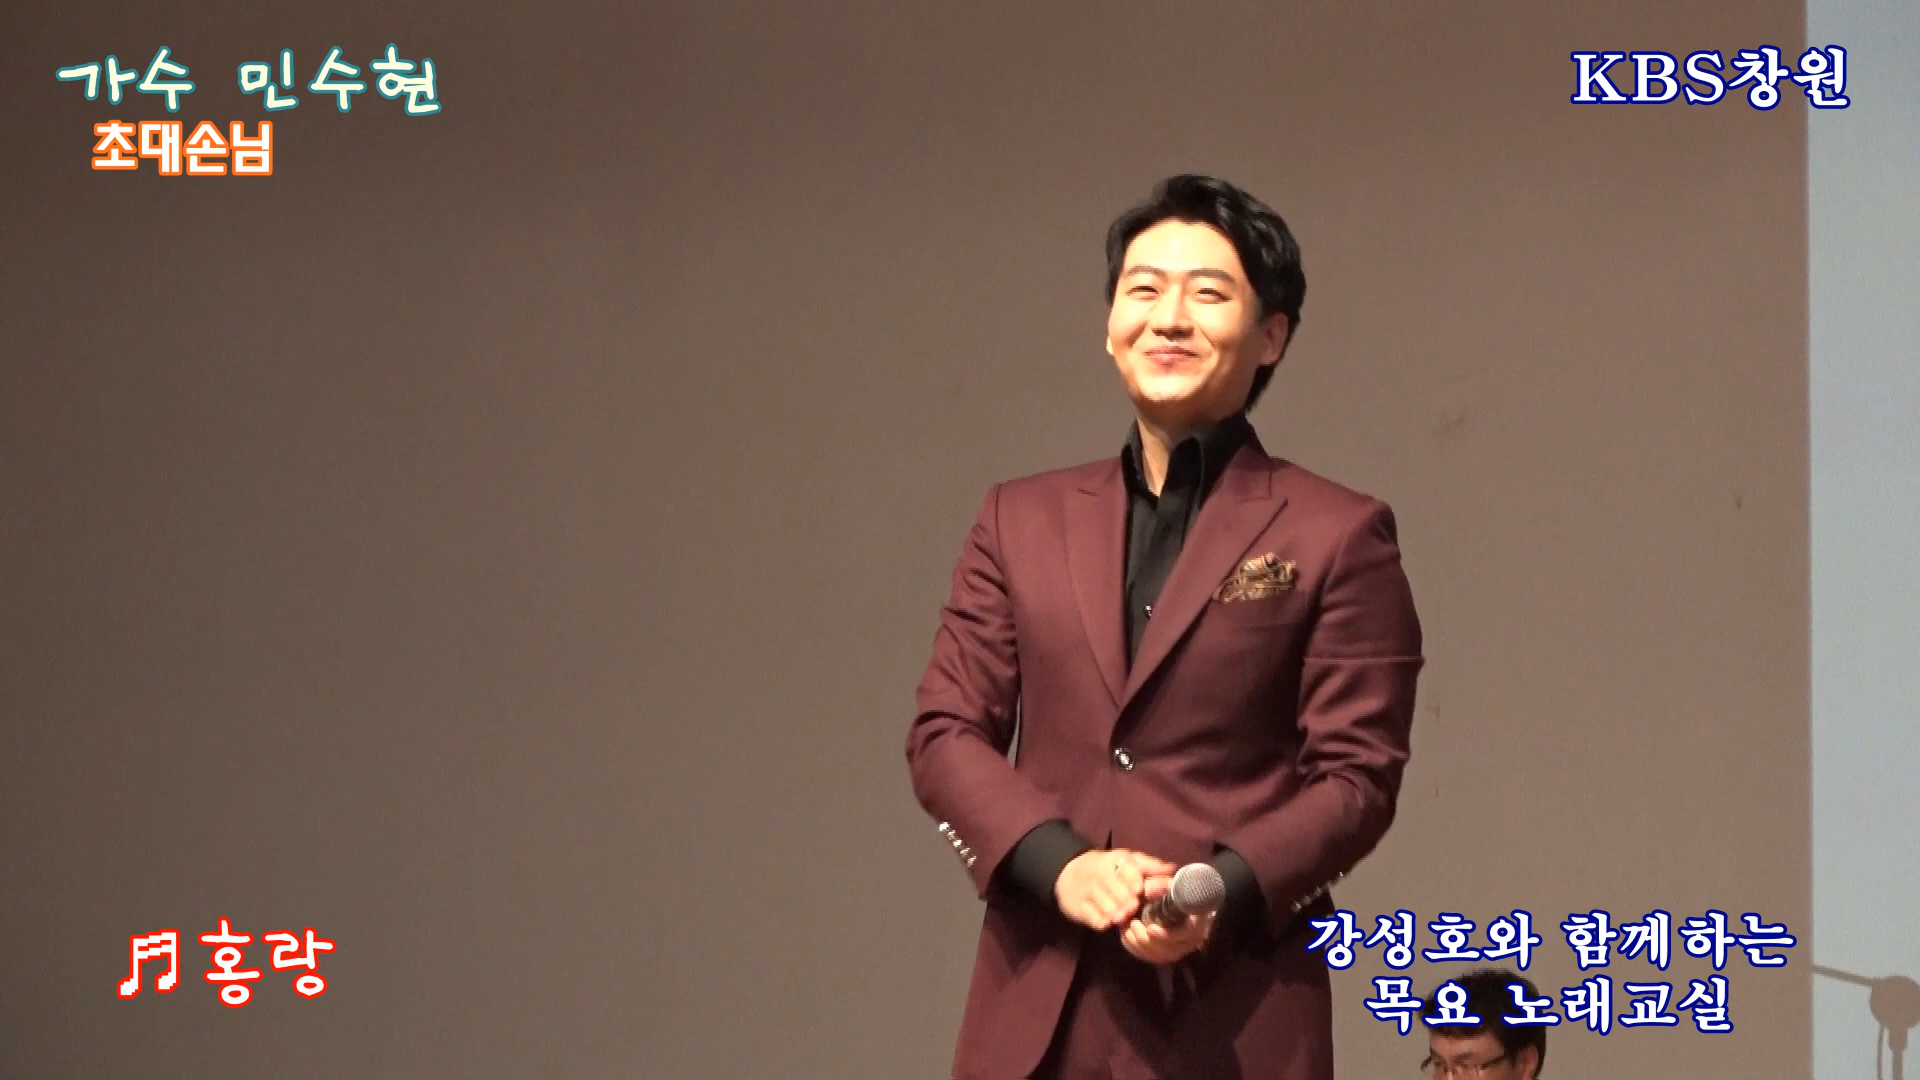 가수 민수현
초대손님
KBS창원
홍랑
강성호와 함께하는
목요 노래교실